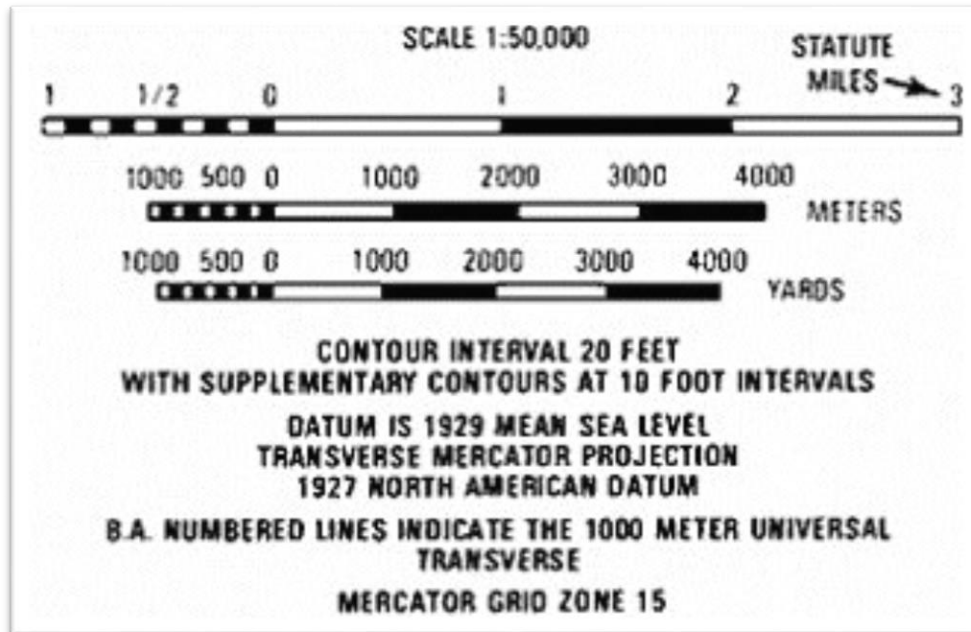 SCALE 1:50,000
STATUTE
MILES
1 1/2 0 1 2 3
1000 500 0 1000 2000 3000 4000
METERS
1000 500 0 1000 2000 3000 4000
YARDS
CONTOUR INTERVAL 20 FEET
WITH SUPPLEMENTARY CONTOURS AT 10 FOOT INTERVALS
DATUM IS 1929 MEAN SEA LEVEL
TRANSVERSE MERCATOR PROJECTION
1927 NORTH AMERICAN DATUM
B.A. NUMBERED LINES INDICATE THE 1000 METER UNIVERSAL
TRANSVERSE
MERCATOR GRID ZONE 15